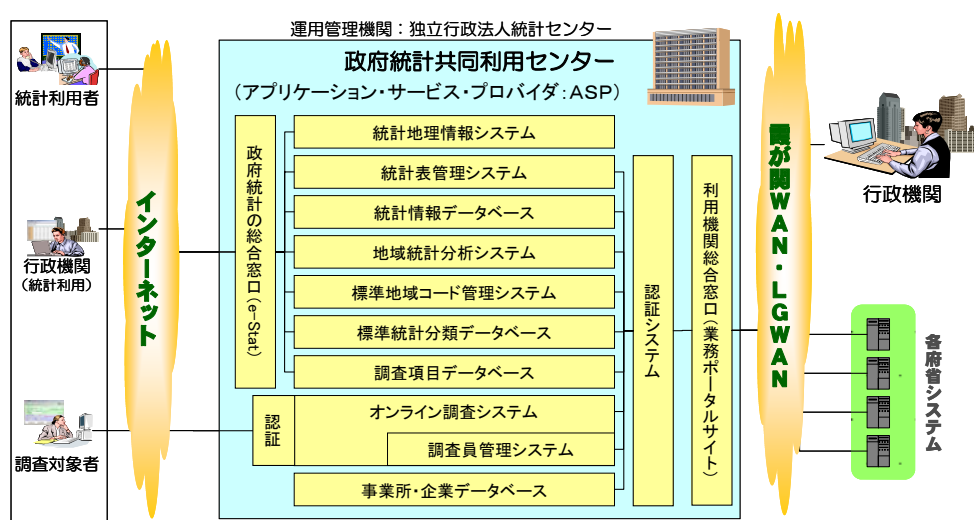 運用管理機関：独立行政法人統計センター
政府統計共同利用センター
（アプリケーション・サービス・プロバイダ：ASP）
統計利用者
行政機関
（統計利用）
調査対象者
インターネット
政府統計の総合窓口（e-Stat）
認証
統計地理情報システム
統計表管理システム
統計情報データベース
地域統計分析システム
標準地域コード管理システム
標準統計分類データベース
調査項目データベース
オンライン調査システム
調査員管理システム
事業所・企業データベース
認証システム
利用機関総合窓口（業務ポータルサイト）
霞が関WAN・LGWAN
行政機関
各府省システム